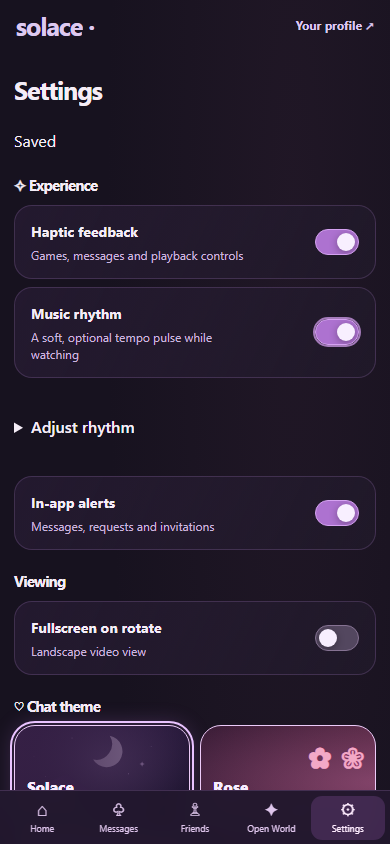 solace
Your profile ↗
Settings
Saved
✧ Experience
Haptic feedback
Games, messages and playback controls
Music rhythm
A soft, optional tempo pulse while
watching
▶ Adjust rhythm
In-app alerts
Messages, requests and invitations
Viewing
Fullscreen on rotate
Landscape video view
♡ Chat theme
Solace
Rose
Home
Messages
Friends
Open World
Settings